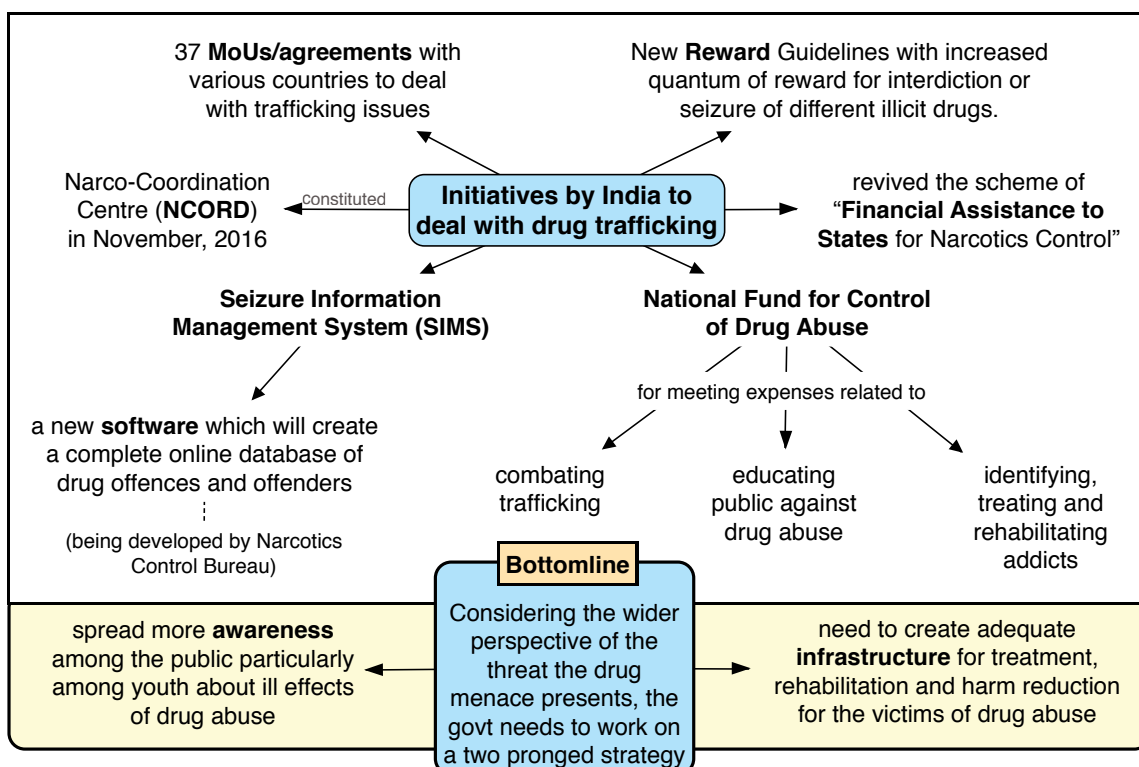 37 MoUs/agreements with
various countries to deal
with trafficking issues
New Reward Guidelines with increased
quantum of reward for interdiction or
seizure of different illicit drugs.
Narco-Coordination
Centre (NCORD)
in November, 2016
constituted
Initiatives by India to
deal with drug trafficking
revived the scheme of
“Financial Assistance to
States for Narcotics Control”
Seizure Information
Management System (SIMS)
National Fund for Control
of Drug Abuse
for meeting expenses related to
a new software which will create
a complete online database of
drug offences and offenders
(being developed by Narcotics
Control Bureau)
combating
trafficking
educating
public against
drug abuse
identifying,
treating and
rehabilitating
addicts
Bottomline
spread more awareness
among the public particularly
among youth about ill effects
of drug abuse
Considering the wider
perspective of the
threat the drug
menace presents, the
govt needs to work on
a two pronged strategy
need to create adequate
infrastructure for treatment,
rehabilitation and harm reduction
for the victims of drug abuse